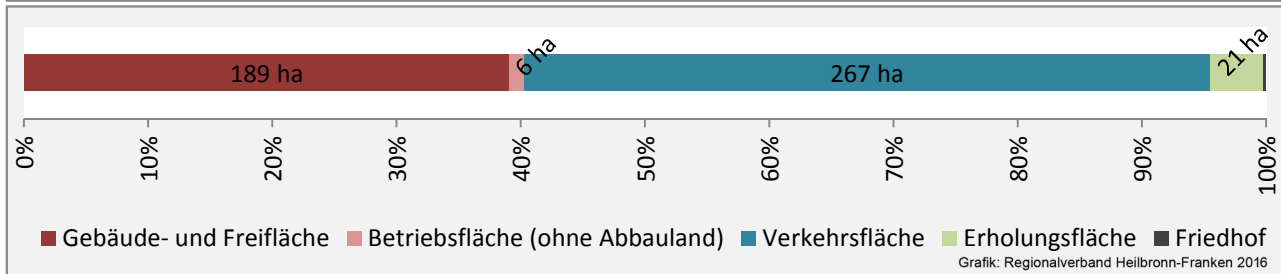 189 ha 6 ha 267 ha 21 ha
0% 10% 20% 30% 40% 50% 60% 70% 80% 90% 100%
Gebäude- und Freifläche Betriebsfläche (ohne Abbauland) Verkehrsfläche Erholungsfläche Friedhof
Grafik: Regionalverband Heilbronn-Franken 2016